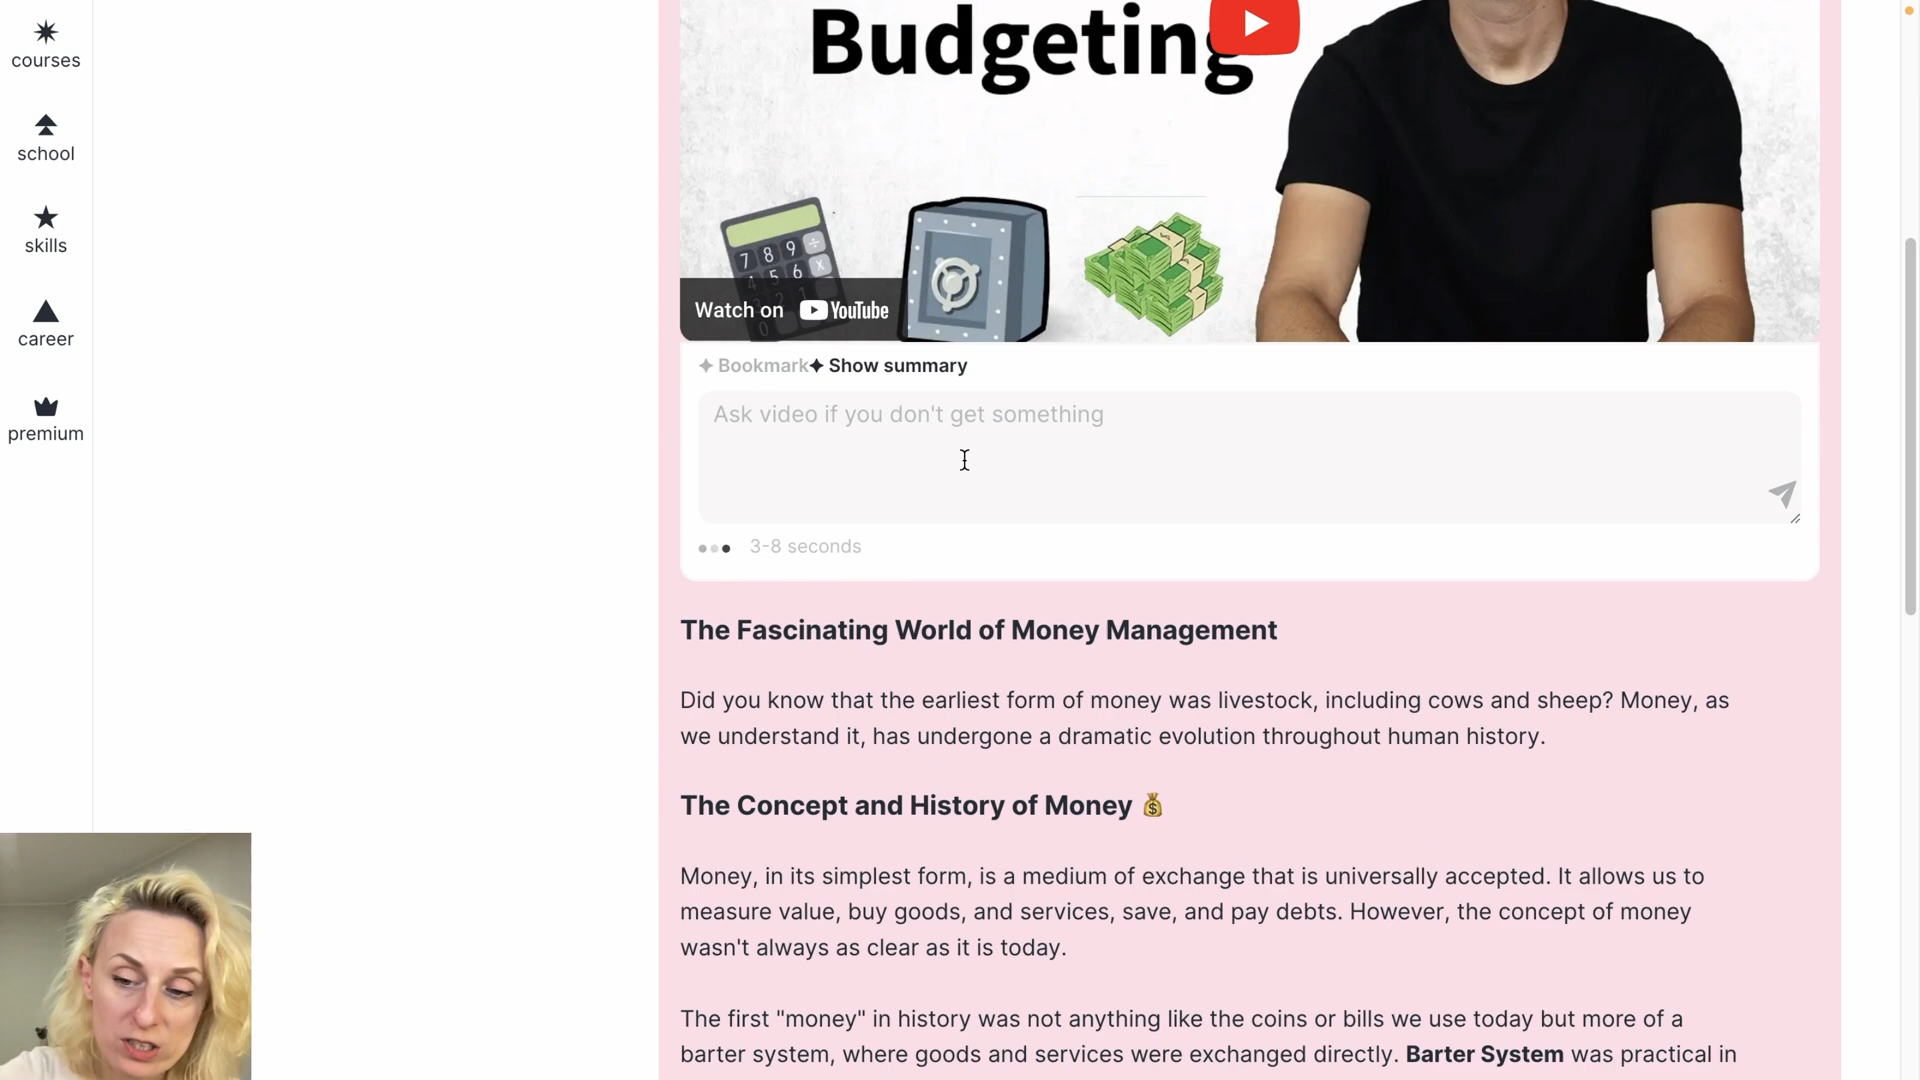 courses
school
skills
career
premium
Budgeting
7 8 9 ÷
4 5 6 x
0
Watch on YouTube
Bookmark Show summary
Ask video if you don't get something
3-8 seconds
The Fascinating World of Money Management
Did you know that the earliest form of money was livestock, including cows and sheep? Money, as
we understand it, has undergone a dramatic evolution throughout human history.
The Concept and History of Money 💰
Money, in its simplest form, is a medium of exchange that is universally accepted. It allows us to
measure value, buy goods, and services, save, and pay debts. However, the concept of money
wasn't always as clear as it is today.
The first "money" in history was not anything like the coins or bills we use today but more of a
barter system, where goods and services were exchanged directly. Barter System was practical in